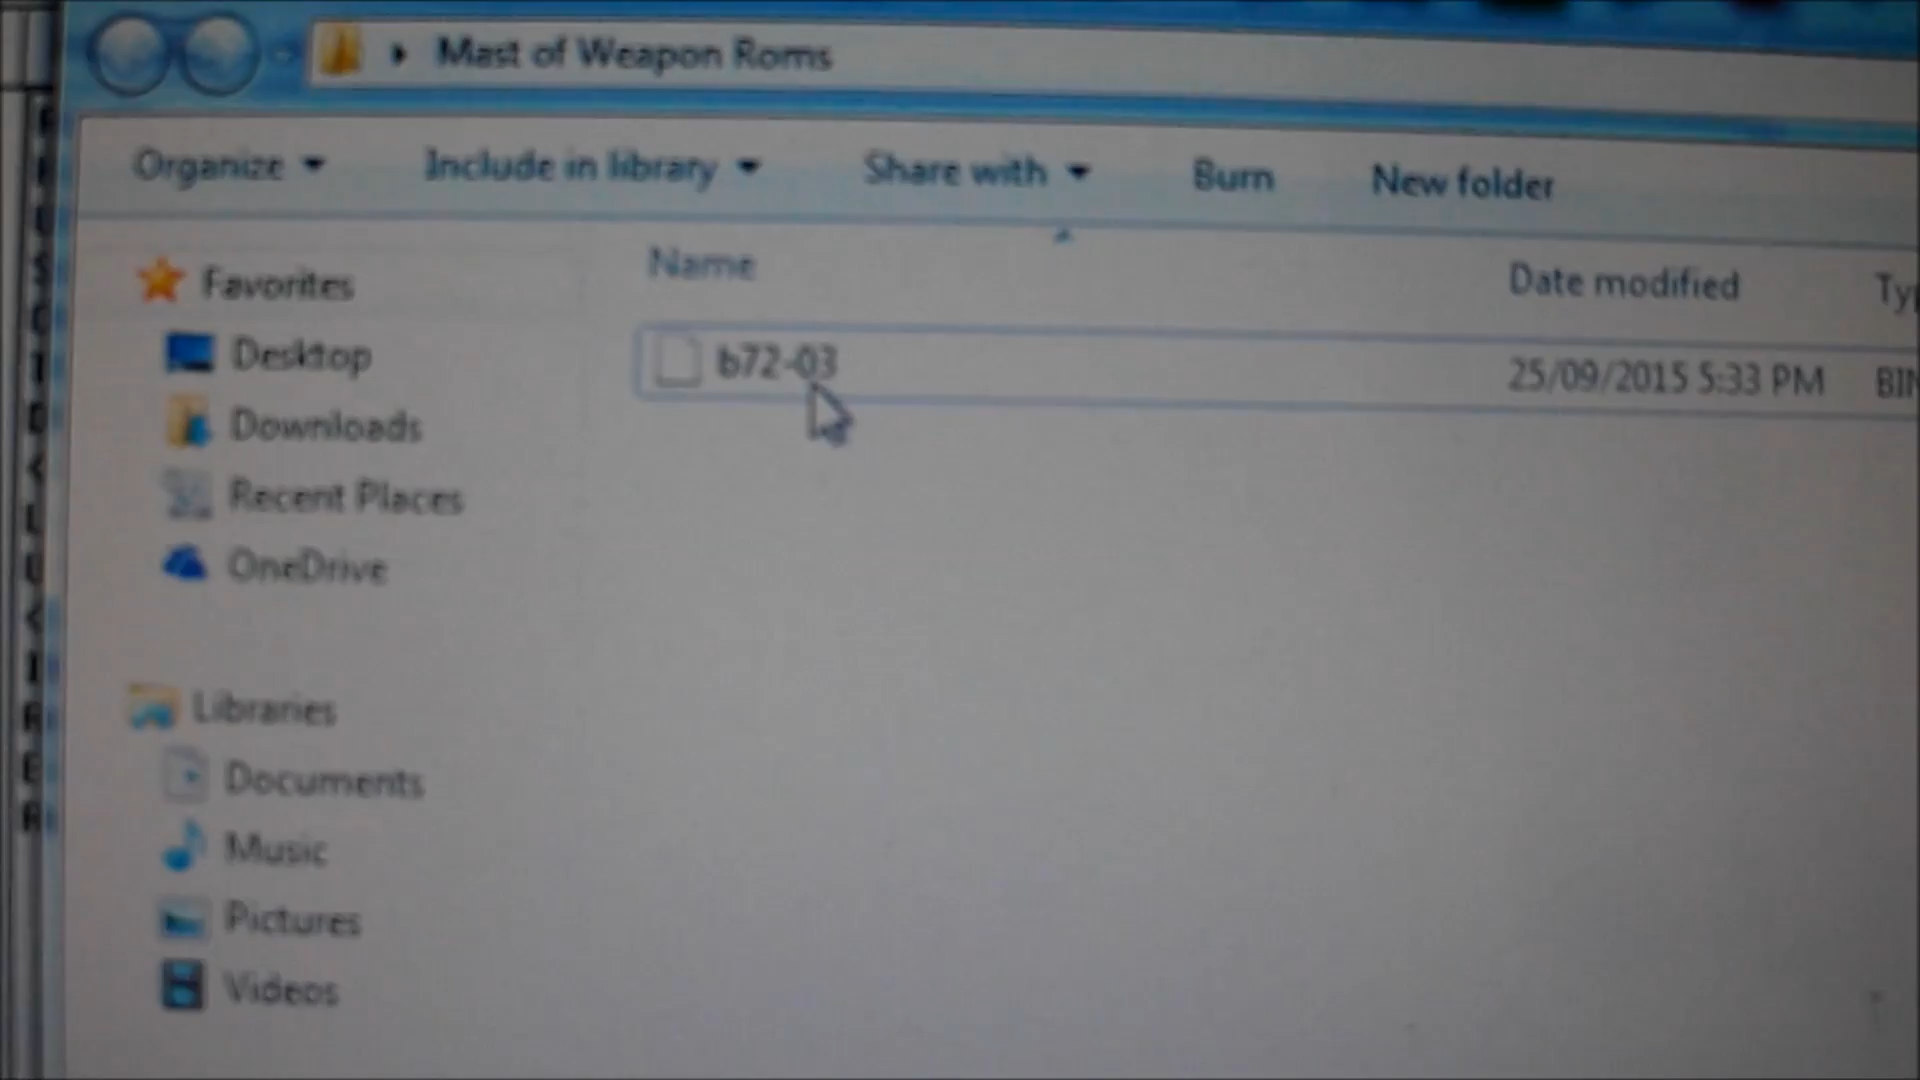 Mast of Weapon Roms
Organize Include in library Share with Burn New folder
Name Date modified
Favorites
b72-03 25/09/2015 5:33 PM
Desktop
Downloads
Recent Places
OneDrive
Libraries
Documents
Music
Pictures
Videos